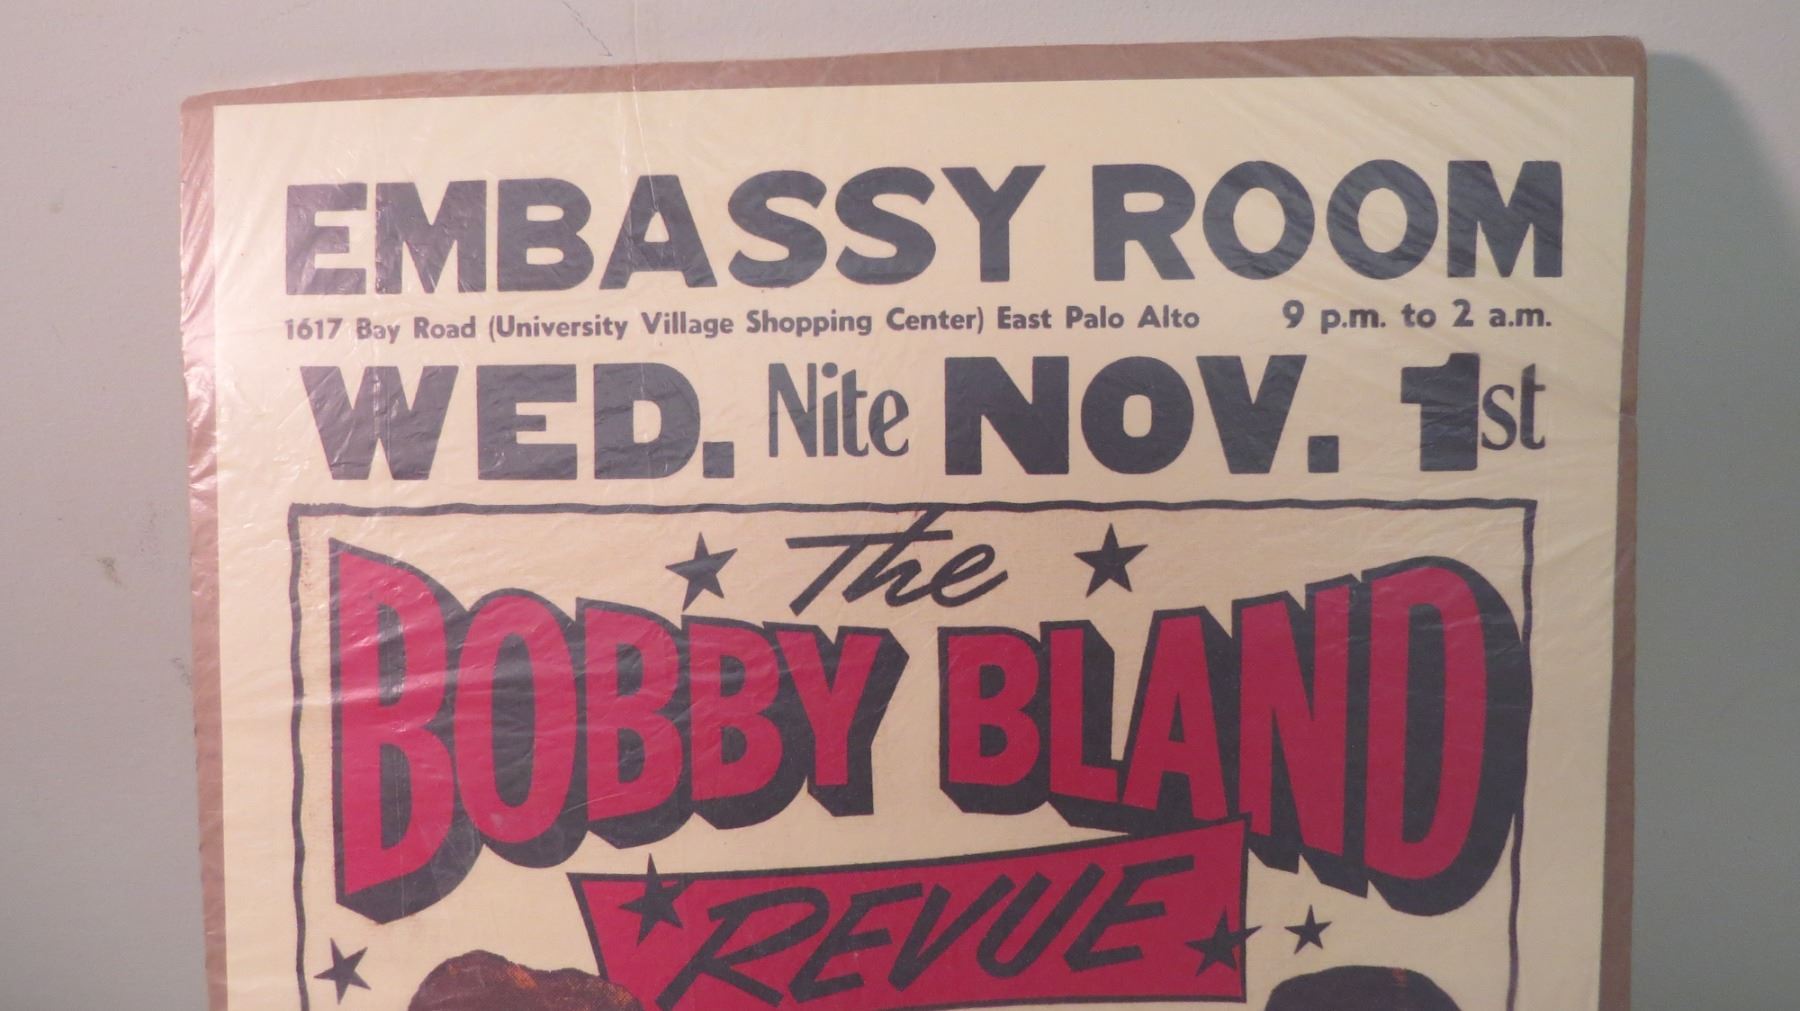 EMBASSY ROOM
1617 Bay Road (University Village Shopping Center) East Palo Alto 9 p.m. to 2 a.m.
WED. Nite NOV. 1st
The
BOBBY BLAND
REVUE